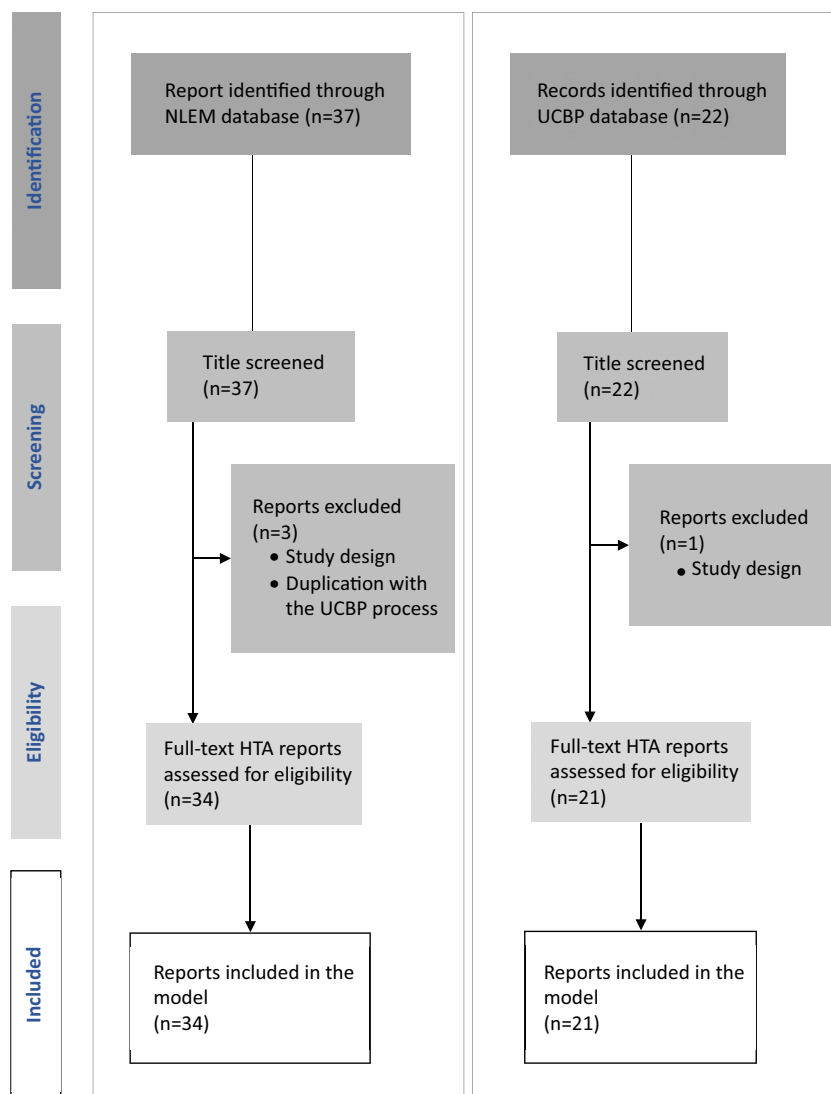 Identification
Report identified through
NLEM database (n=37)
Records identified through
UCBP database (n=22)
Screening
Title screened
(n=37)
Title screened
(n=22)
Reports excluded
(n=3)
• Study design
• Duplication with
the UCBP process
Reports excluded
(n=1)
• Study design
Eligibility
Full-text HTA reports
assessed for eligibility
(n=34)
Full-text HTA reports
assessed for eligibility
(n=21)
Included
Reports included in the
model
(n=34)
Reports included in the
model
(n=21)